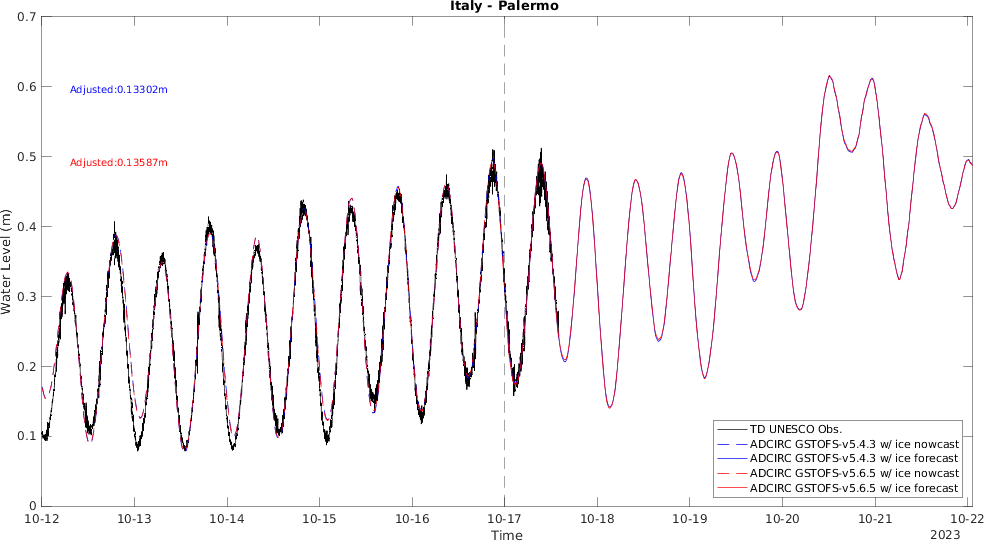 Italy - Palermo
0.7
0.6
0.5
0.4
0.3
0.2
0.1
0
Water Level (m)
Adjusted:0.13302m
Adjusted:0.13587m
TD UNESCO Obs.
ADCIRC GSTOFS-v5.4.3 w/ ice nowcast
ADCIRC GSTOFS-v5.4.3 w/ ice forecast
ADCIRC GSTOFS-v5.6.5 w/ ice nowcast
ADCIRC GSTOFS-v5.6.5 w/ ice forecast
10-12 10-13 10-14 10-15 10-16 10-17 10-18 10-19 10-20 10-21 10-22
Time
2023